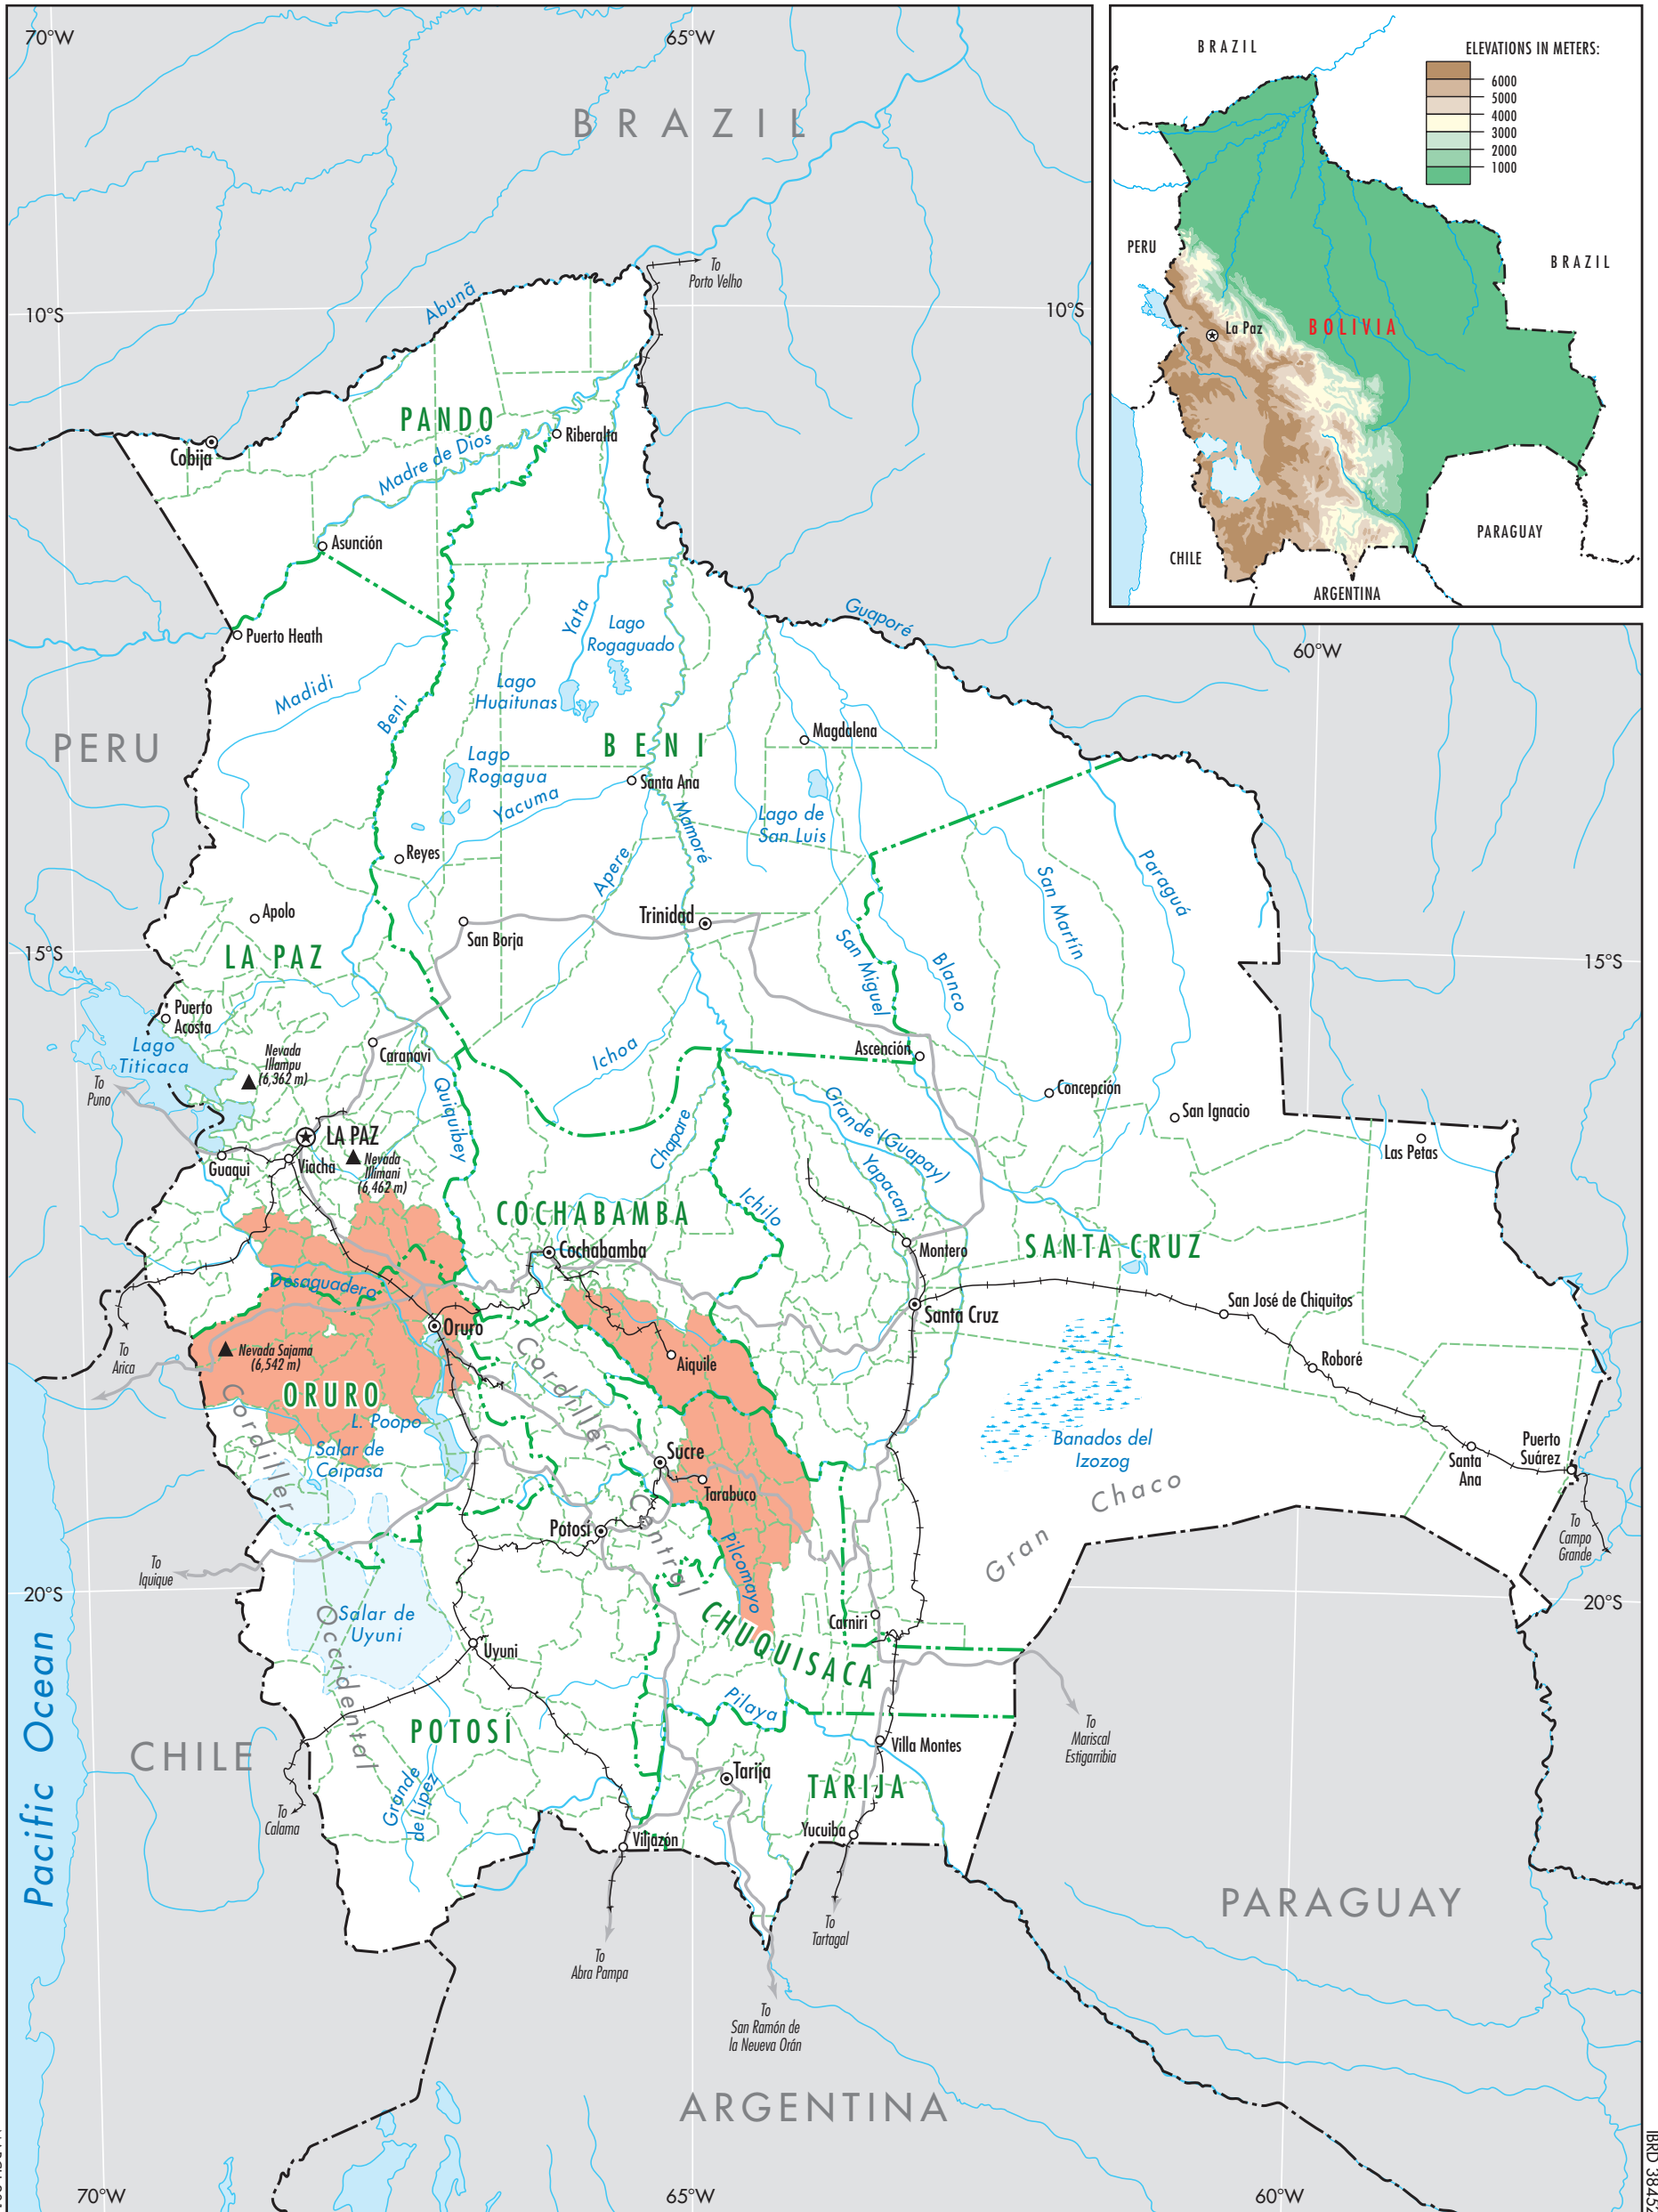 70°W
65°W
BRAZIL
To
Porto Velho
10°S
10°S
Abunã
PANDO
Cobija
Madre de Dios
Riberalta
Asunción
Puerto Heath
Madidi
Beni
Yata
Lago
Rogaguado
Lago
Huaitunas
Guaporé
60°W
PERU
BENI
Magdalena
Lago
Rogagua
Santa Ana
Yacuma
Mamoré
Lago de
San Luis
Reyes
Apere
San Martín
Paraguá
Apolo
Trinidad
San Borja
LA PAZ
San Miguel
Blanco
15°S
15°S
Puerto
Acosta
Lago
Titicaca
Nevada
Illampu
(6,362 m)
Caranavi
Ichoa
Ascención
Concepción
San Ignacio
To
Puno
Quiquibey
Chapare
Grande (Guapay)
Las Petas
LA PAZ
Guaqui
Viacha
Nevada
Illimani
(6,462 m)
Yapacani
Ichilo
COCHABAMBA
Cochabamba
Montero
SANTA CRUZ
Desaguadero
Oruro
Santa Cruz
San José de Chiquitos
To
Arica
Nevada Sajama
(6,542 m)
Aiquile
Roboré
ORURO
Cordillera
Central
L. Poopo
Salar de
Coipasa
Cordillera
Occidental
Sucre
Tarabuco
Banados del
Izozog
Santa
Ana
Puerto
Suárez
Potosí
Pilcomayo
Gran Chaco
To
Campo
Grande
To
Iquique
20°S
20°S
Salar de
Uyuni
Uyuni
CHUQUISACA
Carniri
Pilaya
POTOSÍ
To
Mariscal
Estigarribia
Villa Montes
CHILE
Tarija
TARIJA
Grande
de Lípez
To
Calama
Yucuiba
Viljazón
Pacific Ocean
PARAGUAY
To
Tartagal
To
Abra Pampa
To
San Ramón de
la Neueva Orán
ARGENTINA
70°W
65°W
60°W
IBRD 38452
BRAZIL
ELEVATIONS IN METERS:
6000
5000
4000
3000
2000
1000
PERU
BRAZIL
La Paz
BOLIVIA
CHILE
PARAGUAY
ARGENTINA